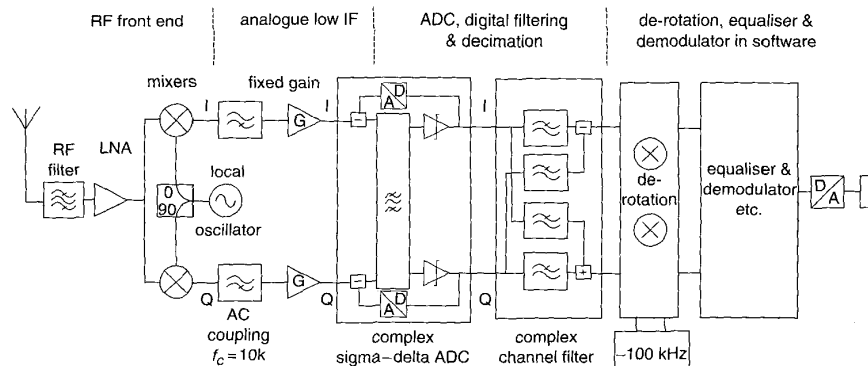 RF front end
analogue low IF
ADC, digital filtering
& decimation
de-rotation, equaliser &
demodulator in software
mixers
fixed gain
I
G
I
D
A
I
RF
filter
LNA
local
oscillator
0
90
de-
rotation
equaliser &
demodulator
etc.
D
A
Q
G
Q
D
A
Q
AC
coupling
fc = 10k
complex
sigma–delta ADC
complex
channel filter
–100 kHz